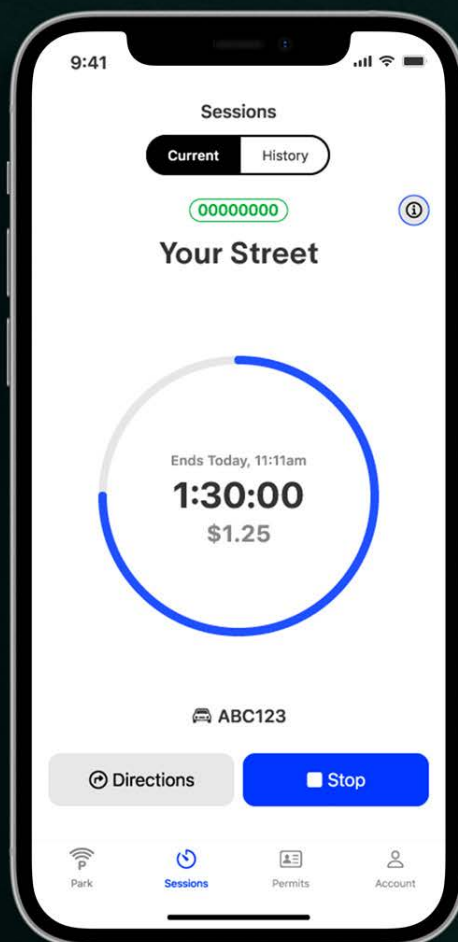 9:41
Sessions
Current History
00000000
Your Street
Ends Today, 11:11am
1:30:00
$1.25
ABC123
Directions Stop
P
Park Sessions Permits Account